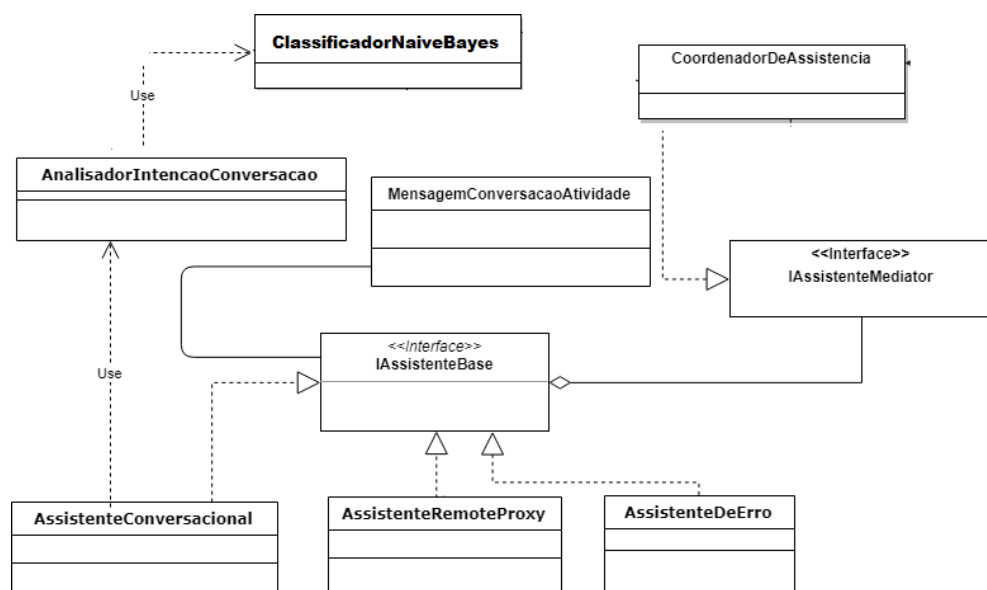 ClassificadorNaiveBayes
CoordenadorDeAssistencia
Use
AnalisadorIntencaoConversacao
MensagemConversacaoAtividade
<<Interface>>
IAssistenteMediator
<<Interface>>
IAssistenteBase
Use
AssistenteConversacional
AssistenteRemoteProxy
AssistenteDeErro